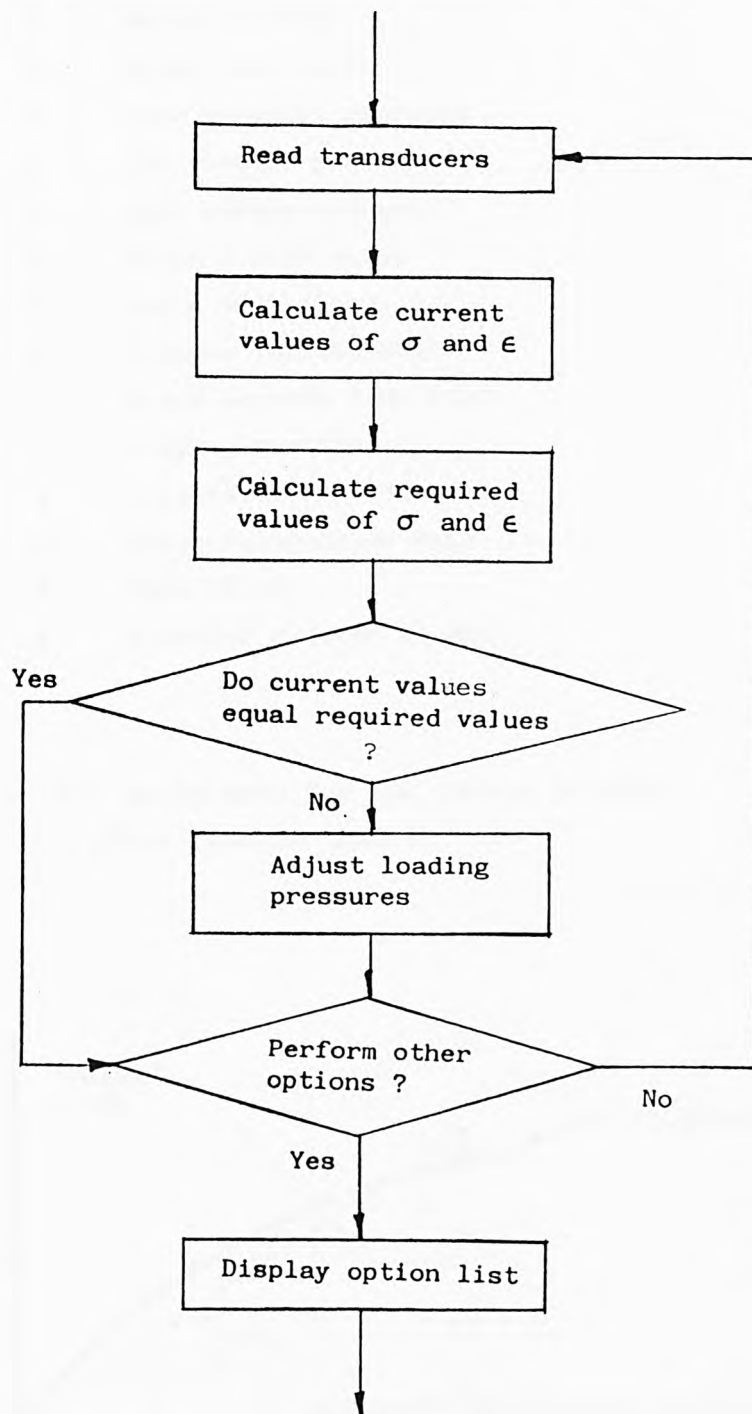 Read transducers
Calculate current
values of σ and ϵ
Calculate required
values of σ and ϵ
Yes
Do current values
equal required values
?
No
Adjust loading
pressures
Perform other
options ?
No
Yes
Display option list